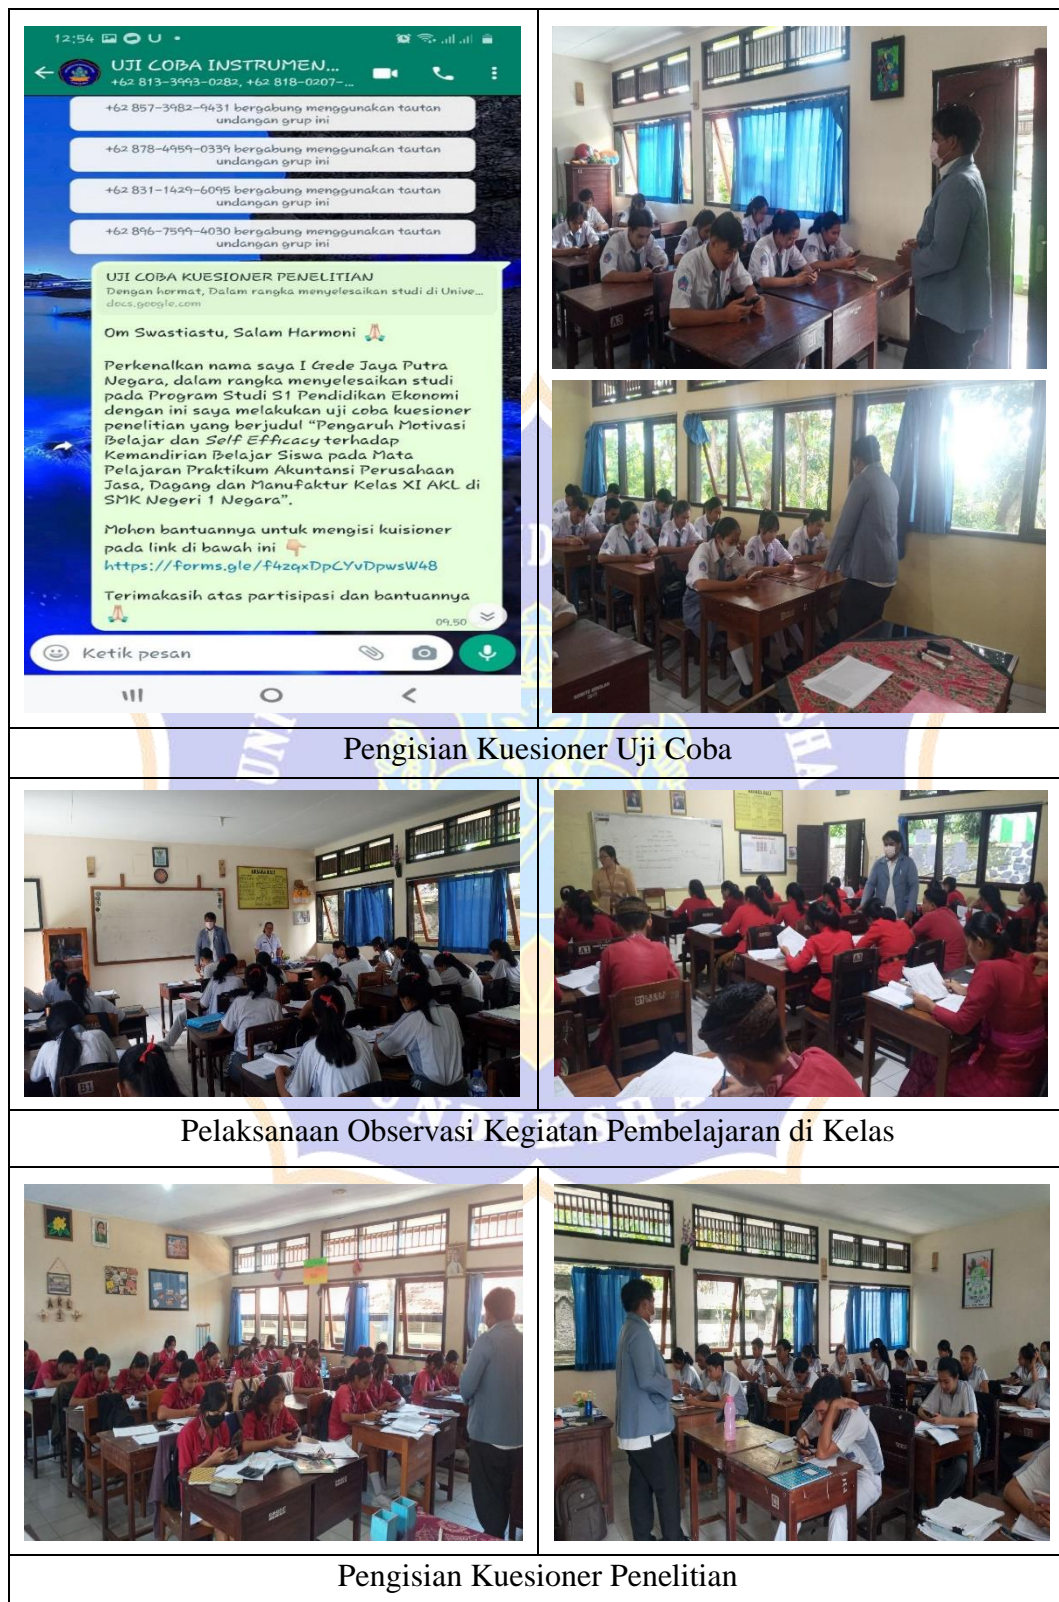 12:54
UJI COBA INSTRUMEN...
+62 813-3993-0282, +62 818-0207-...
+62 857-3982-9431 bergabung menggunakan tautan
undangan grup ini
+62 878-4959-0339 bergabung menggunakan tautan
undangan grup ini
+62 831-1429-6095 bergabung menggunakan tautan
undangan grup ini
+62 896-7599-4030 bergabung menggunakan tautan
undangan grup ini
UJI COBA KUESIONER PENELITIAN
Dengan hormat, Dalam rangka menyelesaikan studi di Unive...
docs.google.com
Om Swastiastu, Salam Harmoni 🙏🏻
Perkenalkan nama saya I Gede Jaya Putra
Negara, dalam rangka menyelesaikan studi
pada Program Studi S1 Pendidikan Ekonomi
dengan ini saya melakukan uji coba kuesioner
penelitian yang berjudul “Pengaruh Motivasi
Belajar dan Self Efficacy terhadap
Kemandirian Belajar Siswa pada Mata
Pelajaran Praktikum Akuntansi Perusahaan
Jasa, Dagang dan Manufaktur Kelas XI AKL di
SMK Negeri 1 Negara”.
Mohon bantuannya untuk mengisi kuisioner
pada link di bawah ini 👇🏻
https://forms.gle/f4zqxDpCYvDpwsW48
Terimakasih atas partisipasi dan bantuannya
🙏🏻
09.50
Ketik pesan
A3
Pengisian Kuesioner Uji Coba
B1
A3
Pelaksanaan Observasi Kegiatan Pembelajaran di Kelas
UNDIKSHA
Pengisian Kuesioner Penelitian